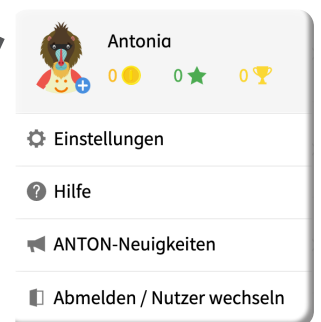 Antonia
0 0 0
Einstellungen
Hilfe
ANTON-Neuigkeiten
Abmelden / Nutzer wechseln